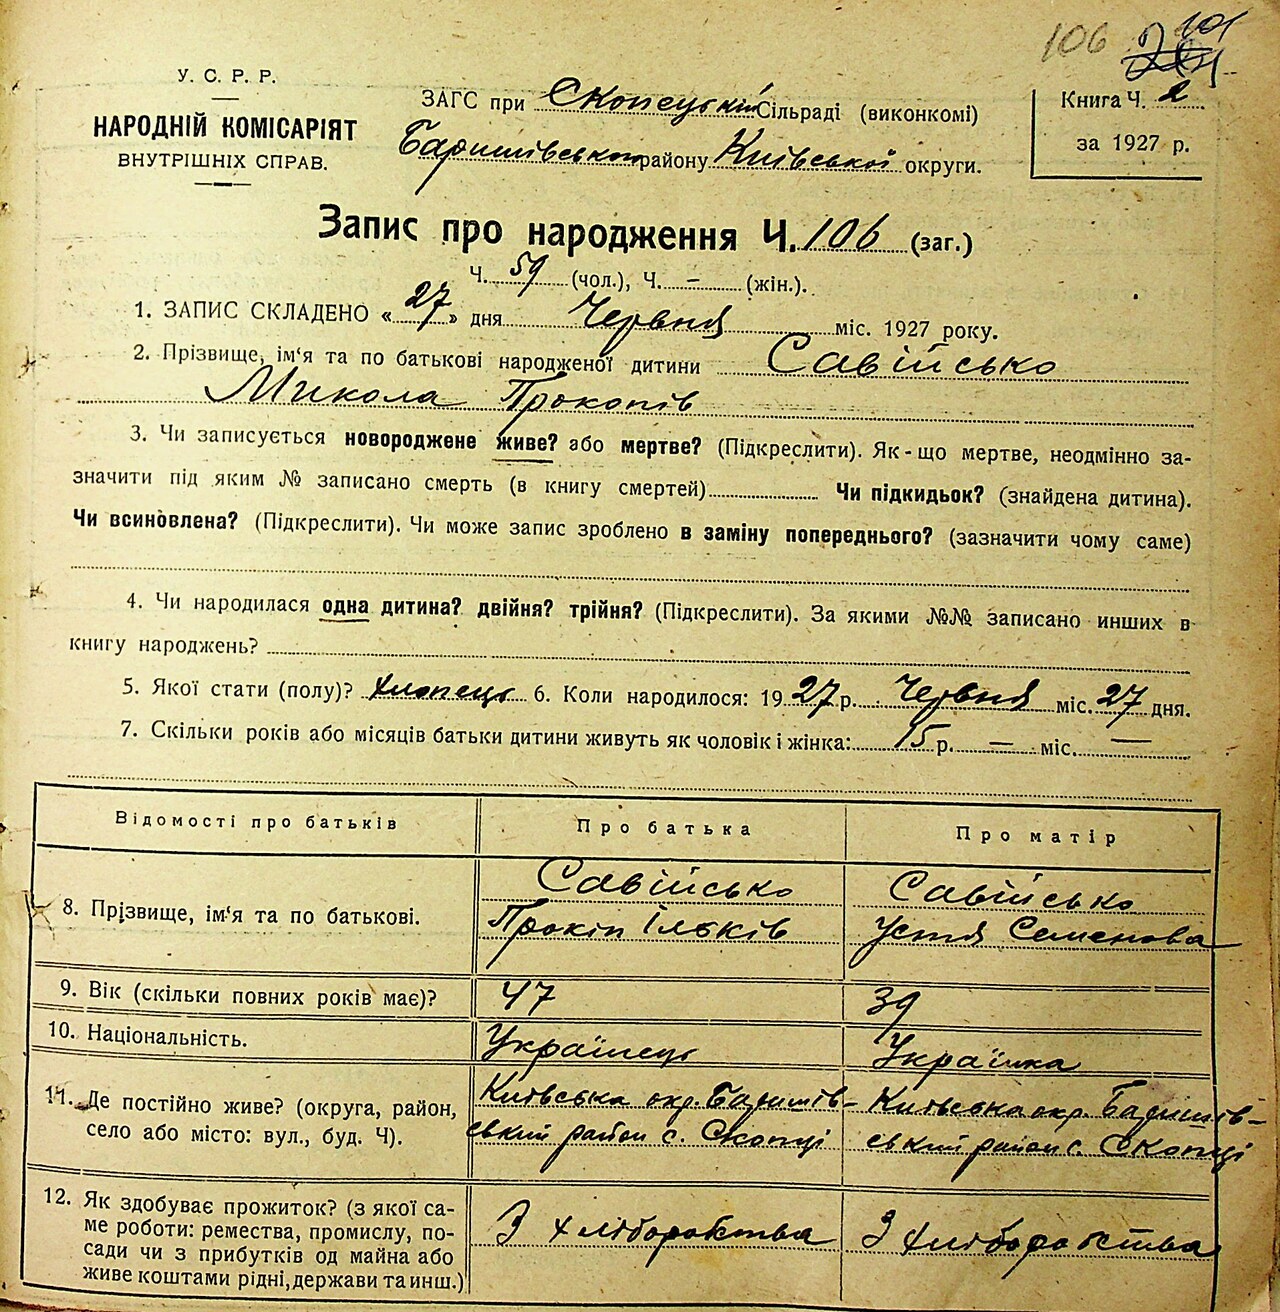 106 101
У. С. Р. Р.
НАРОДНІЙ КОМІСАРІЯТ
ВНУТРІШНІХ СПРАВ.
ЗАГС при Скопецькій Сільраді (виконкомі)
Баришівського району Київської округи.
Книга Ч. 2
за 1927 р.
Запис про народження Ч. 106 (заг.)
Ч. 59 (чол.), Ч. – (жін.).
1. ЗАПИС СКЛАДЕНО « 27 » дня Червня міс. 1927 року.
2. Прізвище, ім‘я та по батькові народженої дитини Савійсько
Микола Прокопів
3. Чи записується новороджене живе? або мертве? (Підкреслити). Як-що мертве, неодмінно за-
значити під яким № записано смерть (в книгу смертей) Чи підкидьок? (знайдена дитина).
Чи всиновлена? (Підкреслити). Чи може запис зроблено в заміну попереднього? (зазначити чому саме)
4. Чи народилася одна дитина? двійня? трійня? (Підкреслити). За якими №№ записано инших в
книгу народжень?
5. Якої стати (полу)? хлопець 6. Коли народилося: 1927 р. Червня міс. 27 дня.
7. Скільки років або місяців батьки дитини живуть як чоловік і жінка: 15 р. — міс. —
Відомості про батьків Про батька Про матір
8. Прізвище, ім‘я та по батькові. Савійсько Савійсько
Прокіп Ільків Устя Семенова
9. Вік (скільки повних років має)? 47 39
10. Національність. Українець Українка
11. Де постійно живе? (округа, район, Київська окр. Баришів- Київська окр. Баришів-
село або місто: вул., буд. Ч). ський район с. Скопці ський район с. Скопці
12. Як здобуває прожиток? (з якої са- З хліборобства З хліборобства
ме роботи: ремества, промислу, по-
сади чи з прибутків од майна або
живе коштами рідні, держави та инш.)